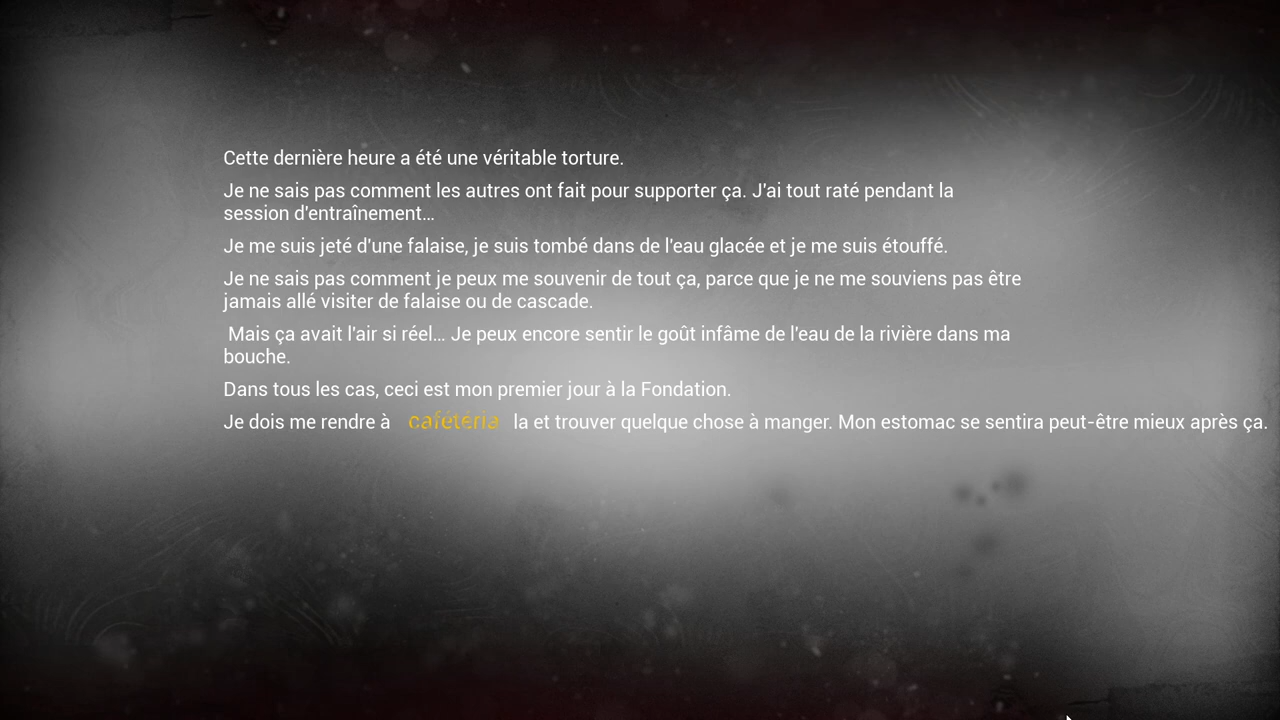 Cette dernière heure a été une véritable torture.
Je ne sais pas comment les autres ont fait pour supporter ça. J'ai tout raté pendant la
session d'entraînement…
Je me suis jeté d'une falaise, je suis tombé dans de l'eau glacée et je me suis étouffé.
Je ne sais pas comment je peux me souvenir de tout ça, parce que je ne me souviens pas être
jamais allé visiter de falaise ou de cascade.
Mais ça avait l'air si réel… Je peux encore sentir le goût infâme de l'eau de la rivière dans ma
bouche.
Dans tous les cas, ceci est mon premier jour à la Fondation.
Je dois me rendre à cafétéria la et trouver quelque chose à manger. Mon estomac se sentira peut-être mieux après ça.